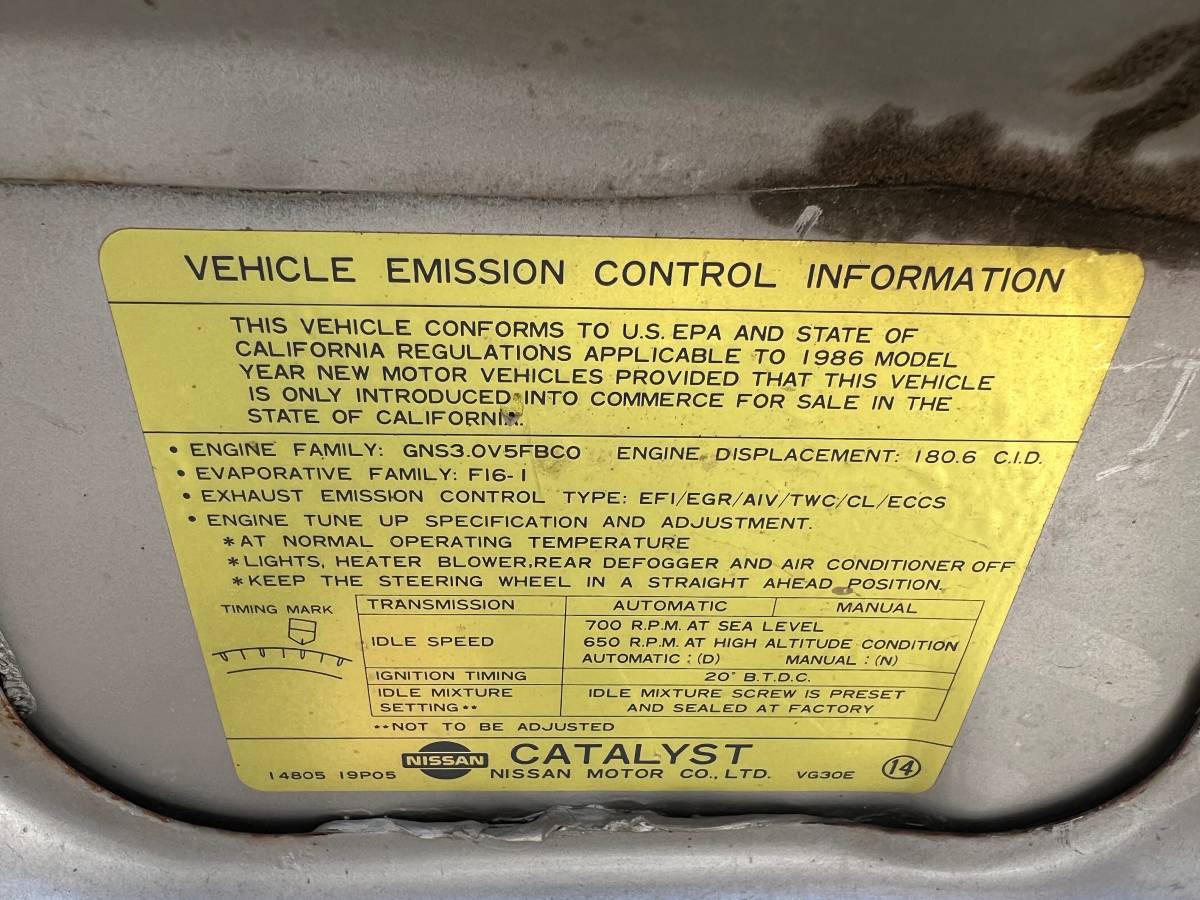 VEHICLE EMISSION CONTROL INFORMATION
THIS VEHICLE CONFORMS TO U.S. EPA AND STATE OF
CALIFORNIA REGULATIONS APPLICABLE TO 1986 MODEL
YEAR NEW MOTOR VEHICLES PROVIDED THAT THIS VEHICLE
IS ONLY INTRODUCED INTO COMMERCE FOR SALE IN THE
STATE OF CALIFORNIA.
• ENGINE FAMILY: GNS3.0V5FBC0 ENGINE DISPLACEMENT: 180.6 C.I.D.
• EVAPORATIVE FAMILY: F16-1
• EXHAUST EMISSION CONTROL TYPE: EFI/EGR/AIV/TWC/CL/ECCS
• ENGINE TUNE UP SPECIFICATION AND ADJUSTMENT.
*AT NORMAL OPERATING TEMPERATURE
*LIGHTS, HEATER BLOWER,REAR DEFOGGER AND AIR CONDITIONER OFF
*KEEP THE STEERING WHEEL IN A STRAIGHT AHEAD POSITION.
TIMING MARK
TRANSMISSION AUTOMATIC MANUAL
IDLE SPEED
700 R.P.M. AT SEA LEVEL
650 R.P.M. AT HIGH ALTITUDE CONDITION
AUTOMATIC : (D) MANUAL : (N)
IGNITION TIMING 20° B.T.D.C.
IDLE MIXTURE SETTING**
IDLE MIXTURE SCREW IS PRESET
AND SEALED AT FACTORY
**NOT TO BE ADJUSTED
14805 19P05
NISSAN
CATALYST
NISSAN MOTOR CO., LTD. VG30E 14